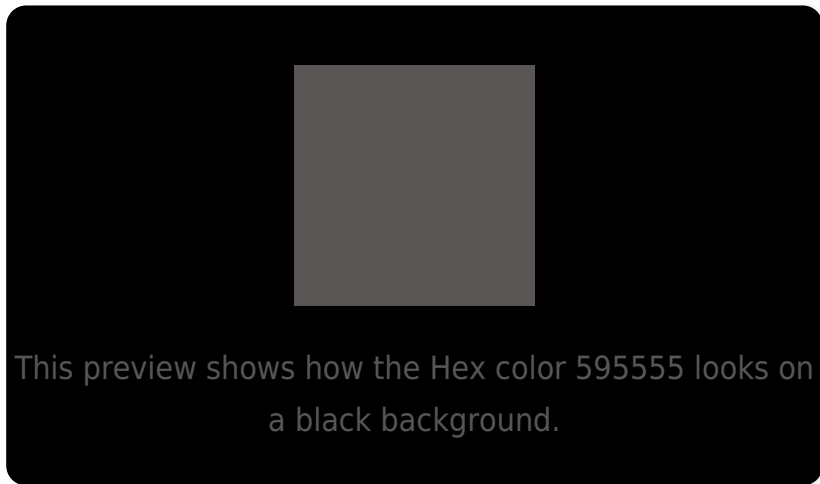 This preview shows how the Hex color 595555 looks on
a black background.